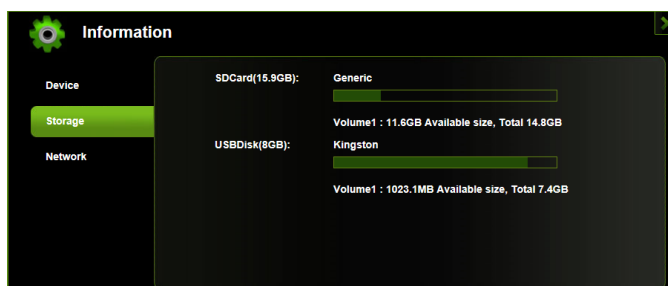 Information
Device
Storage
Network
SDCard(15.9GB): Generic
Volume1 : 11.6GB Available size, Total 14.8GB
USBDisk(8GB): Kingston
Volume1 : 1023.1MB Available size, Total 7.4GB